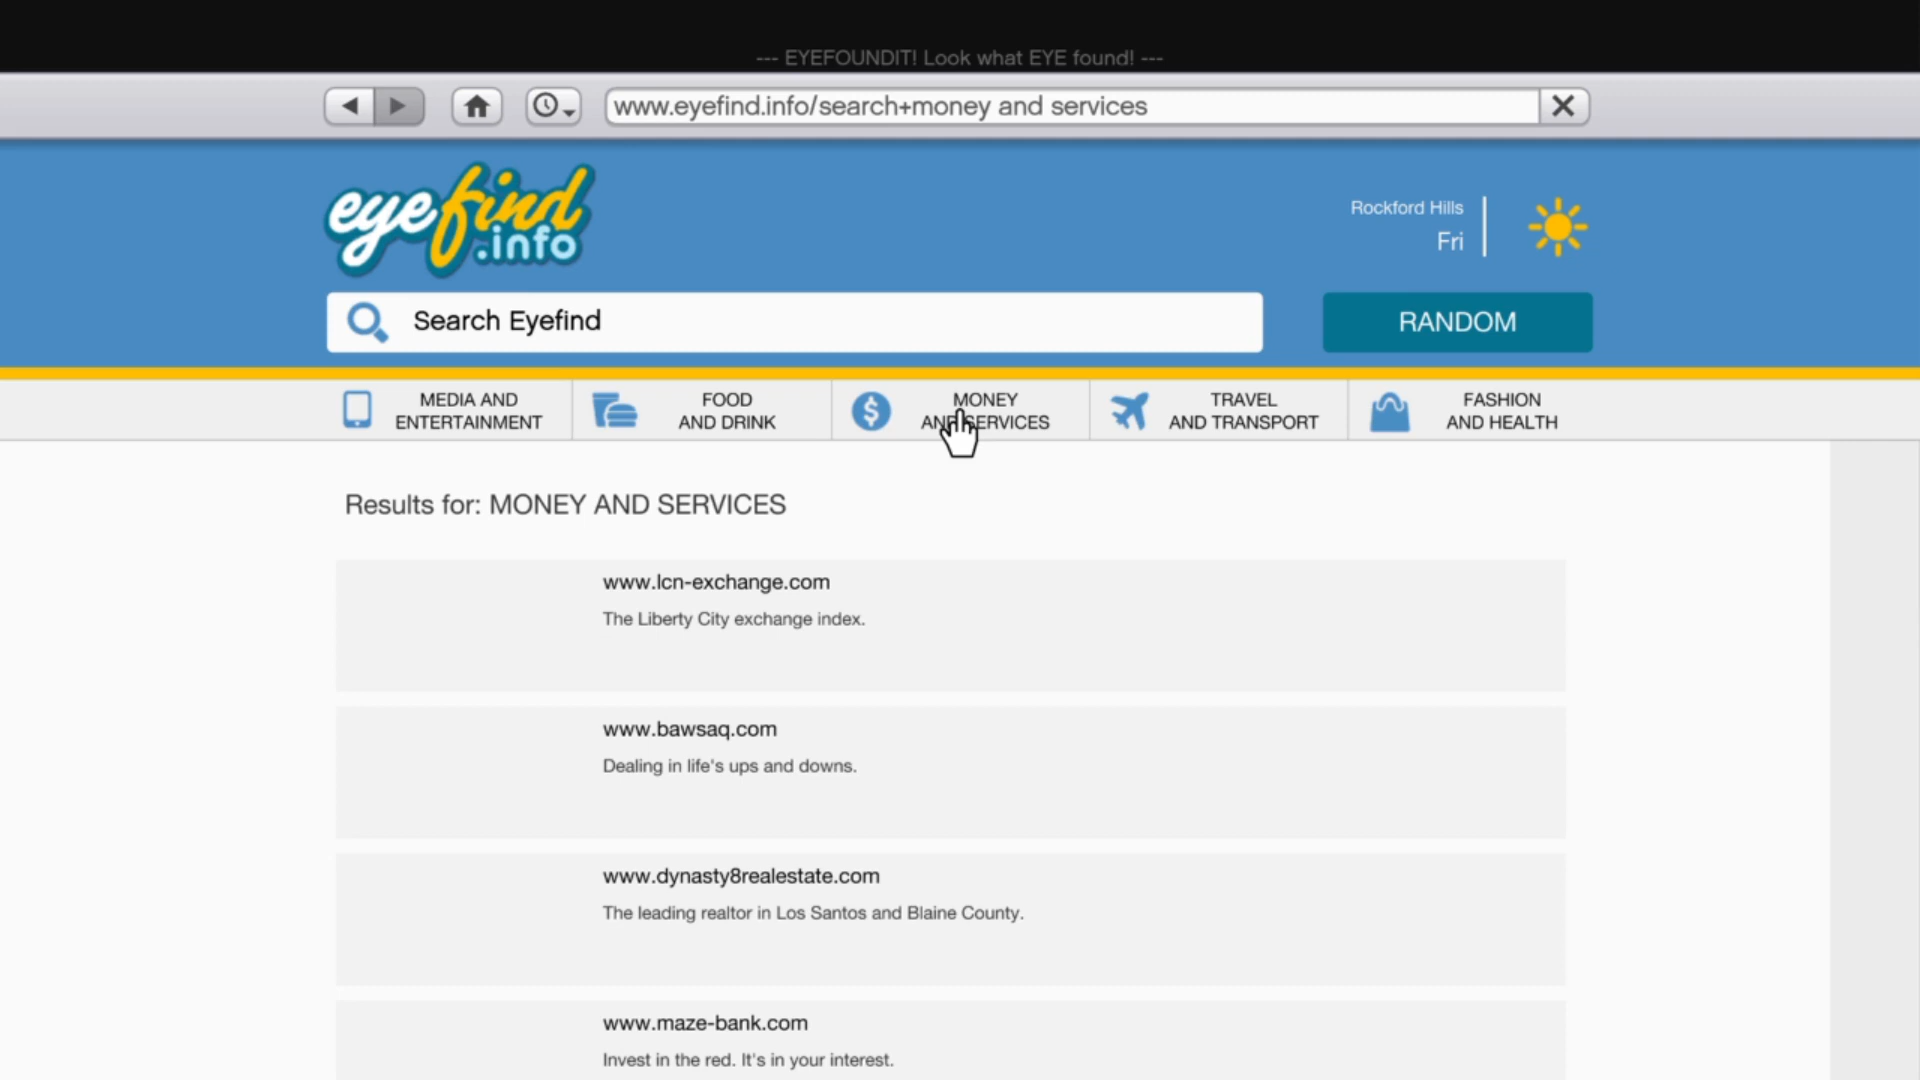 --- EYEFOUNDIT! Look what EYE found! ---
www.eyefind.info/search+money and services
eyefind
.info
Rockford Hills
Fri
Search Eyefind
RANDOM
MEDIA AND
ENTERTAINMENT
FOOD
AND DRINK
MONEY
AND SERVICES
TRAVEL
AND TRANSPORT
FASHION
AND HEALTH
Results for: MONEY AND SERVICES
www.lcn-exchange.com
The Liberty City exchange index.
www.bawsaq.com
Dealing in life's ups and downs.
www.dynasty8realestate.com
The leading realtor in Los Santos and Blaine County.
www.maze-bank.com
Invest in the red. It's in your interest.